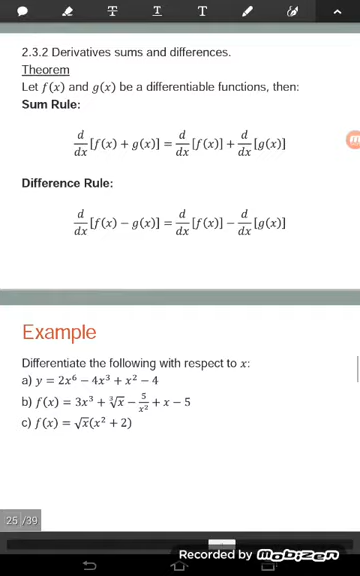 2.3.2 Derivatives sums and differences.
Theorem
Let f(x) and g(x) be a differentiable functions, then:
Sum Rule:
d/dx [f(x) + g(x)] = d/dx [f(x)] + d/dx [g(x)]
Difference Rule:
d/dx [f(x) − g(x)] = d/dx [f(x)] − d/dx [g(x)]
Example
Differentiate the following with respect to x:
a) y = 2x⁶ − 4x³ + x² − 4
b) f(x) = 3x³ + ∛x − 5/x² + x − 5
c) f(x) = √x(x² + 2)
25 /39
Recorded by mobizen